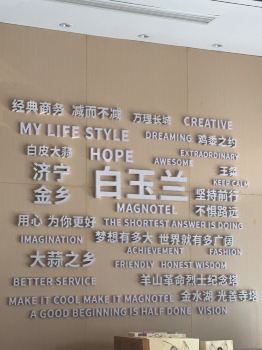 经典商务 减而不减 万理长城 CREATIVE
MY LIFE STYLE DREAMING 鸡黍之约
白皮大蒜 HOPE EXTRAORDINARY
AWESOME
济宁 白玉兰 玉堂
KEEP CALM
金乡 坚持前行
MAGNOTEL 不惧路远
用心 为你更好 THE SHORTEST ANSWER IS DOING
IMAGINATION 梦想有多大 世界就有多广阔
大蒜之乡 ACHIEVEMENT FASHION
FRIENDLY HONEST WISDOM
BETTER SERVICE 羊山革命烈士纪念塔
MAKE IT COOL MAKE IT MAGNOTEL 金水湖 光善寺塔
A GOOD BEGINNING IS HALF DONE VISION